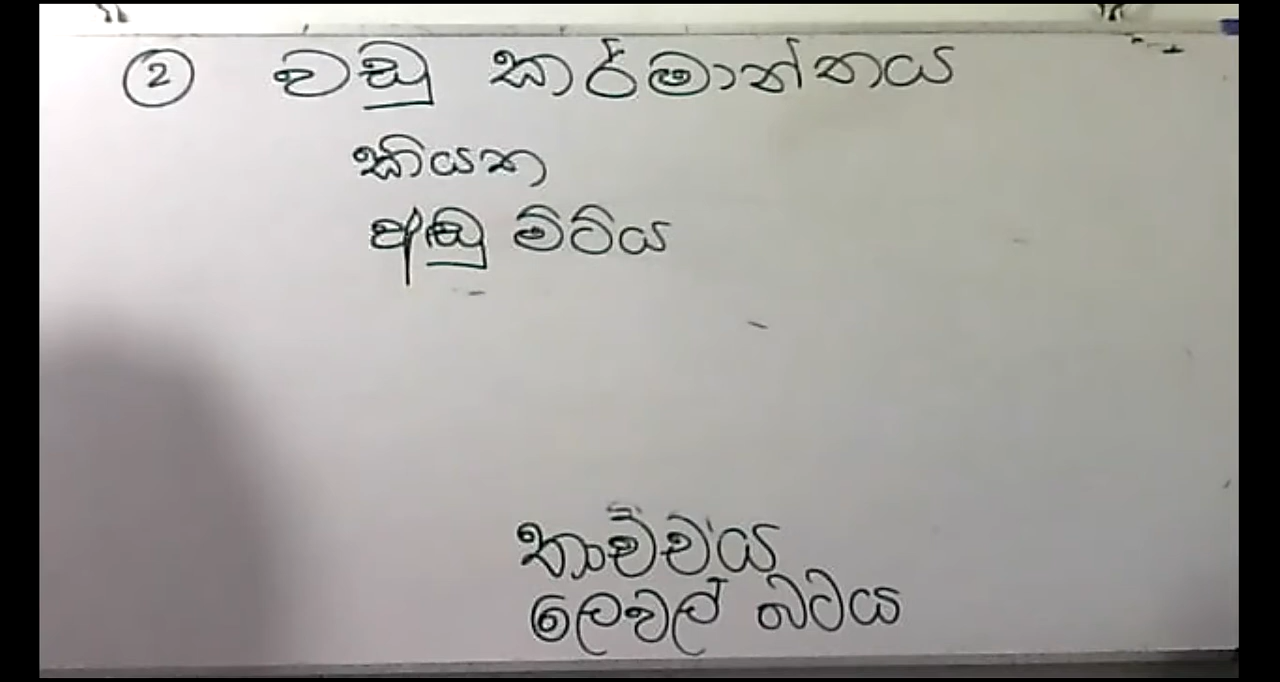 ② වඩු කර්මාන්තය
කියත
අඬු මිටිය
තාච්චිය
ලෙවල් බටය